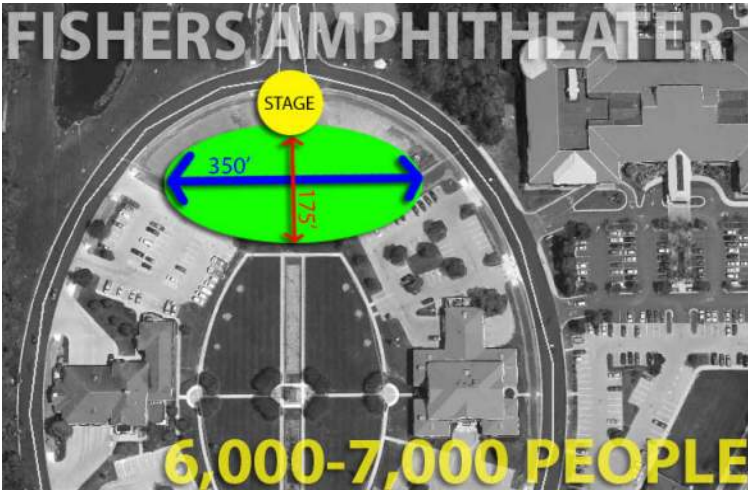 FISHERS AMPHITHEATER
STAGE
350'
175'
6,000-7,000 PEOPLE